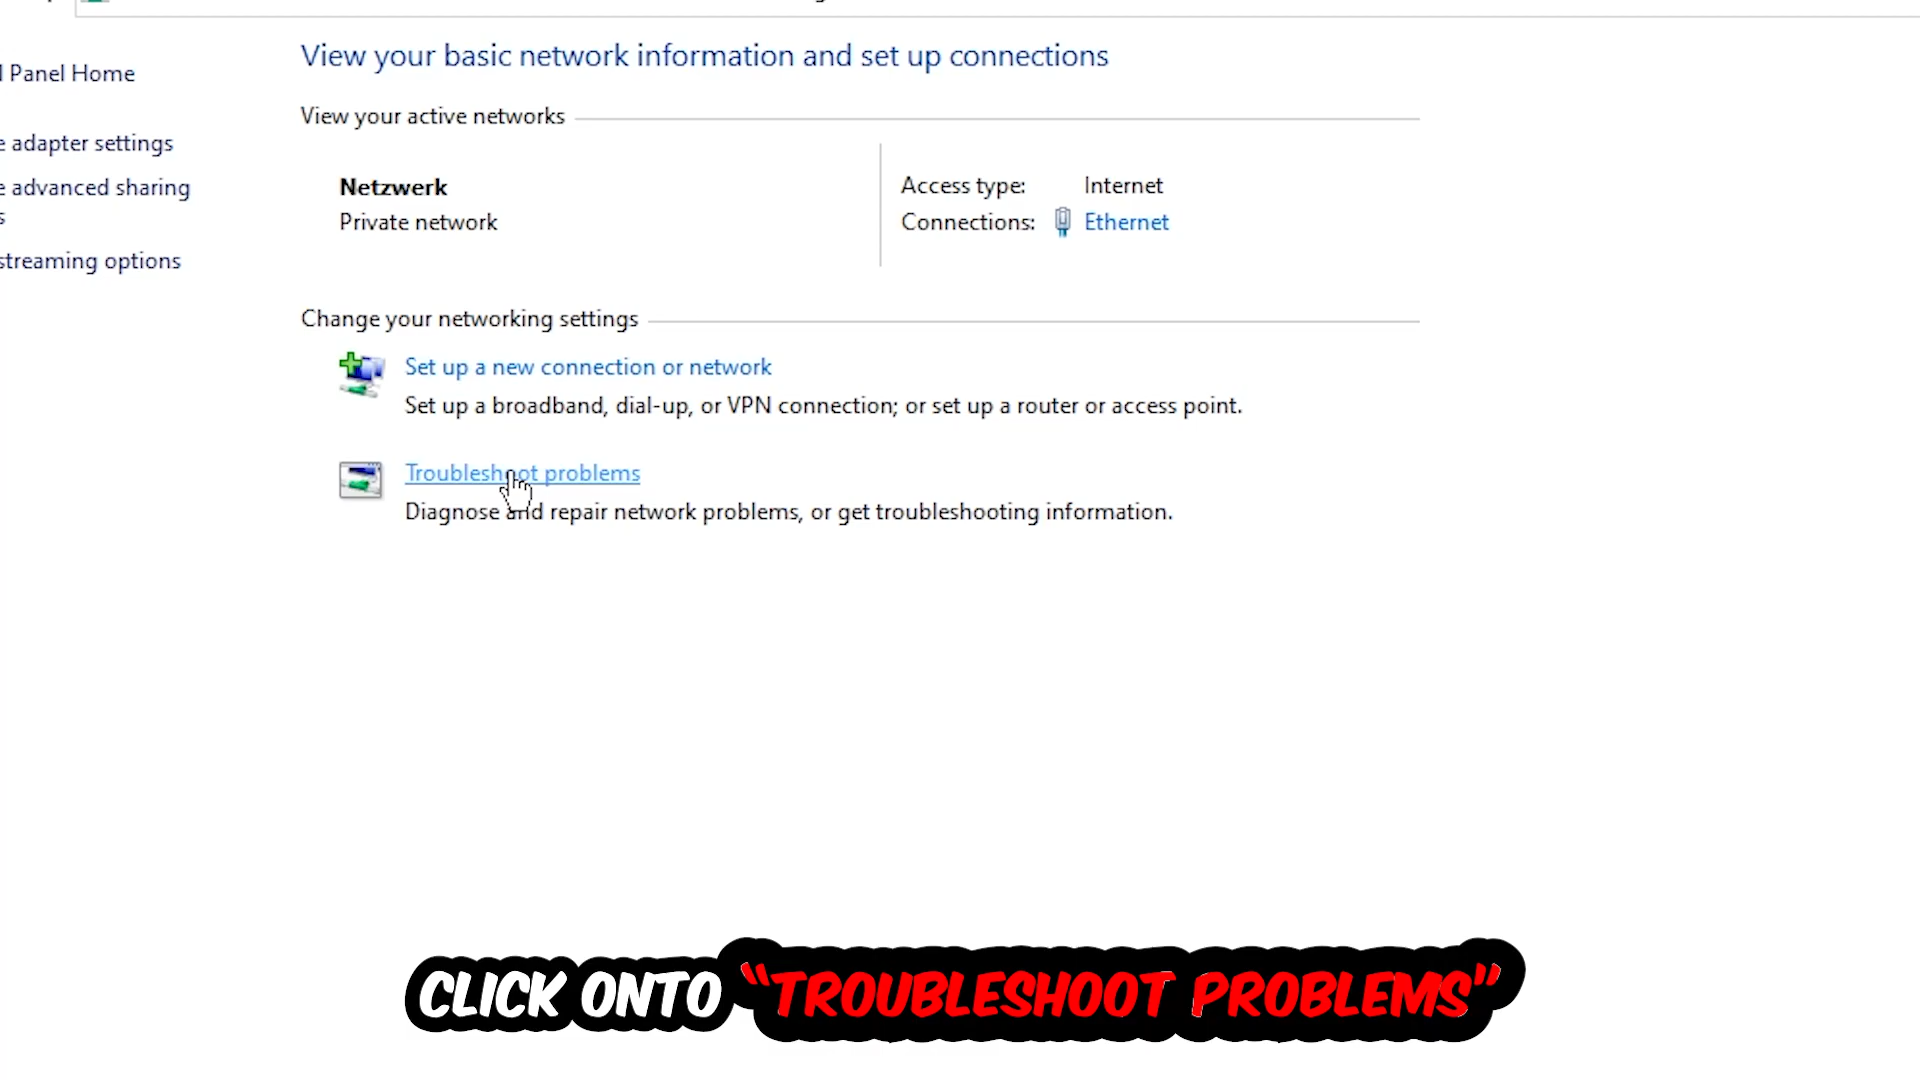 View your basic network information and set up connections
Panel Home
View your active networks
adapter settings
advanced sharing
Netzwerk
Access type: Internet
Private network
Connections: Ethernet
streaming options
Change your networking settings
Set up a new connection or network
Set up a broadband, dial-up, or VPN connection; or set up a router or access point.
Troubleshoot problems
Diagnose and repair network problems, or get troubleshooting information.
CLICK ONTO "TROUBLESHOOT PROBLEMS"